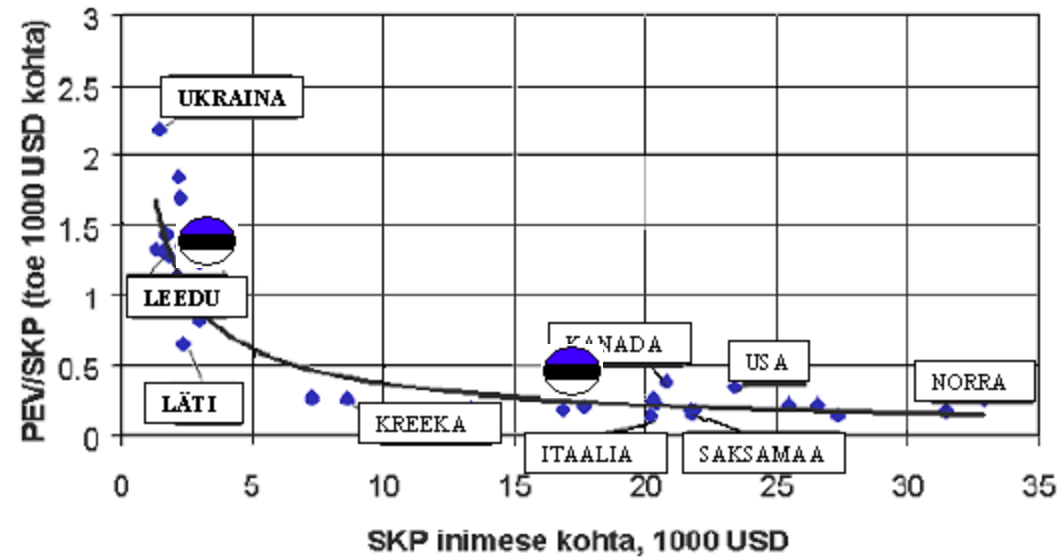 PEV/SKP (toe 1000 USD kohta)
3
2.5
2
1.5
1
0.5
0
UKRAINA
LEEDU
LÄTI
KREEKA
KANADA
USA
NORRA
ITAALIA
SAKSAMAA
0 5 10 15 20 25 30 35
SKP inimese kohta, 1000 USD